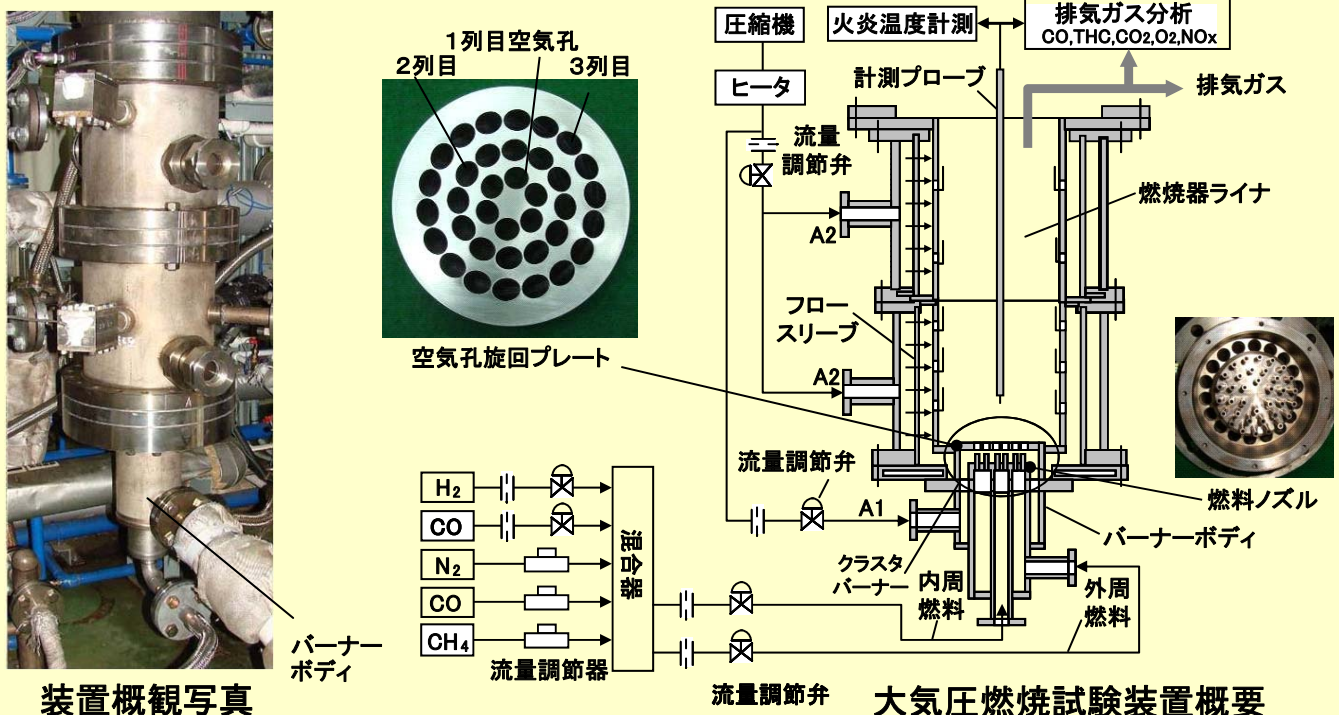 圧縮機
火炎温度計測
排気ガス分析
CO,THC,CO₂,O₂,NOx
1列目空気孔
2列目
3列目
ヒータ
計測プローブ
排気ガス
流量
調節弁
燃焼器ライナ
A2
フロー
スリーブ
空気孔旋回プレート
A2
流量調節弁
燃料ノズル
H₂
A1
バーナーボディ
CO
混合器
クラスタ
バーナー
N₂
内周
燃料
外周
燃料
CO
CH₄
バーナー
ボディ
流量調節器
流量調節弁
装置概観写真
大気圧燃焼試験装置概要